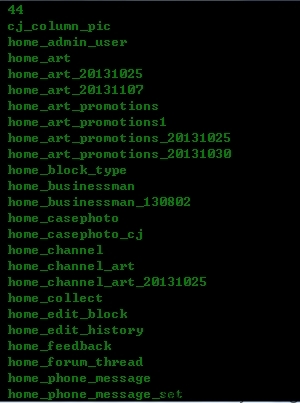 44
cj_column_pic
home_admin_user
home_art
home_art_20131025
home_art_20131107
home_art_promotions
home_art_promotions1
home_art_promotions_20131025
home_art_promotions_20131030
home_block_type
home_businessman
home_businessman_130802
home_casephoto
home_casephoto_cj
home_channel
home_channel_art
home_channel_art_20131025
home_collect
home_edit_block
home_edit_history
home_feedback
home_forum_thread
home_phone_message
home_phone_message_set